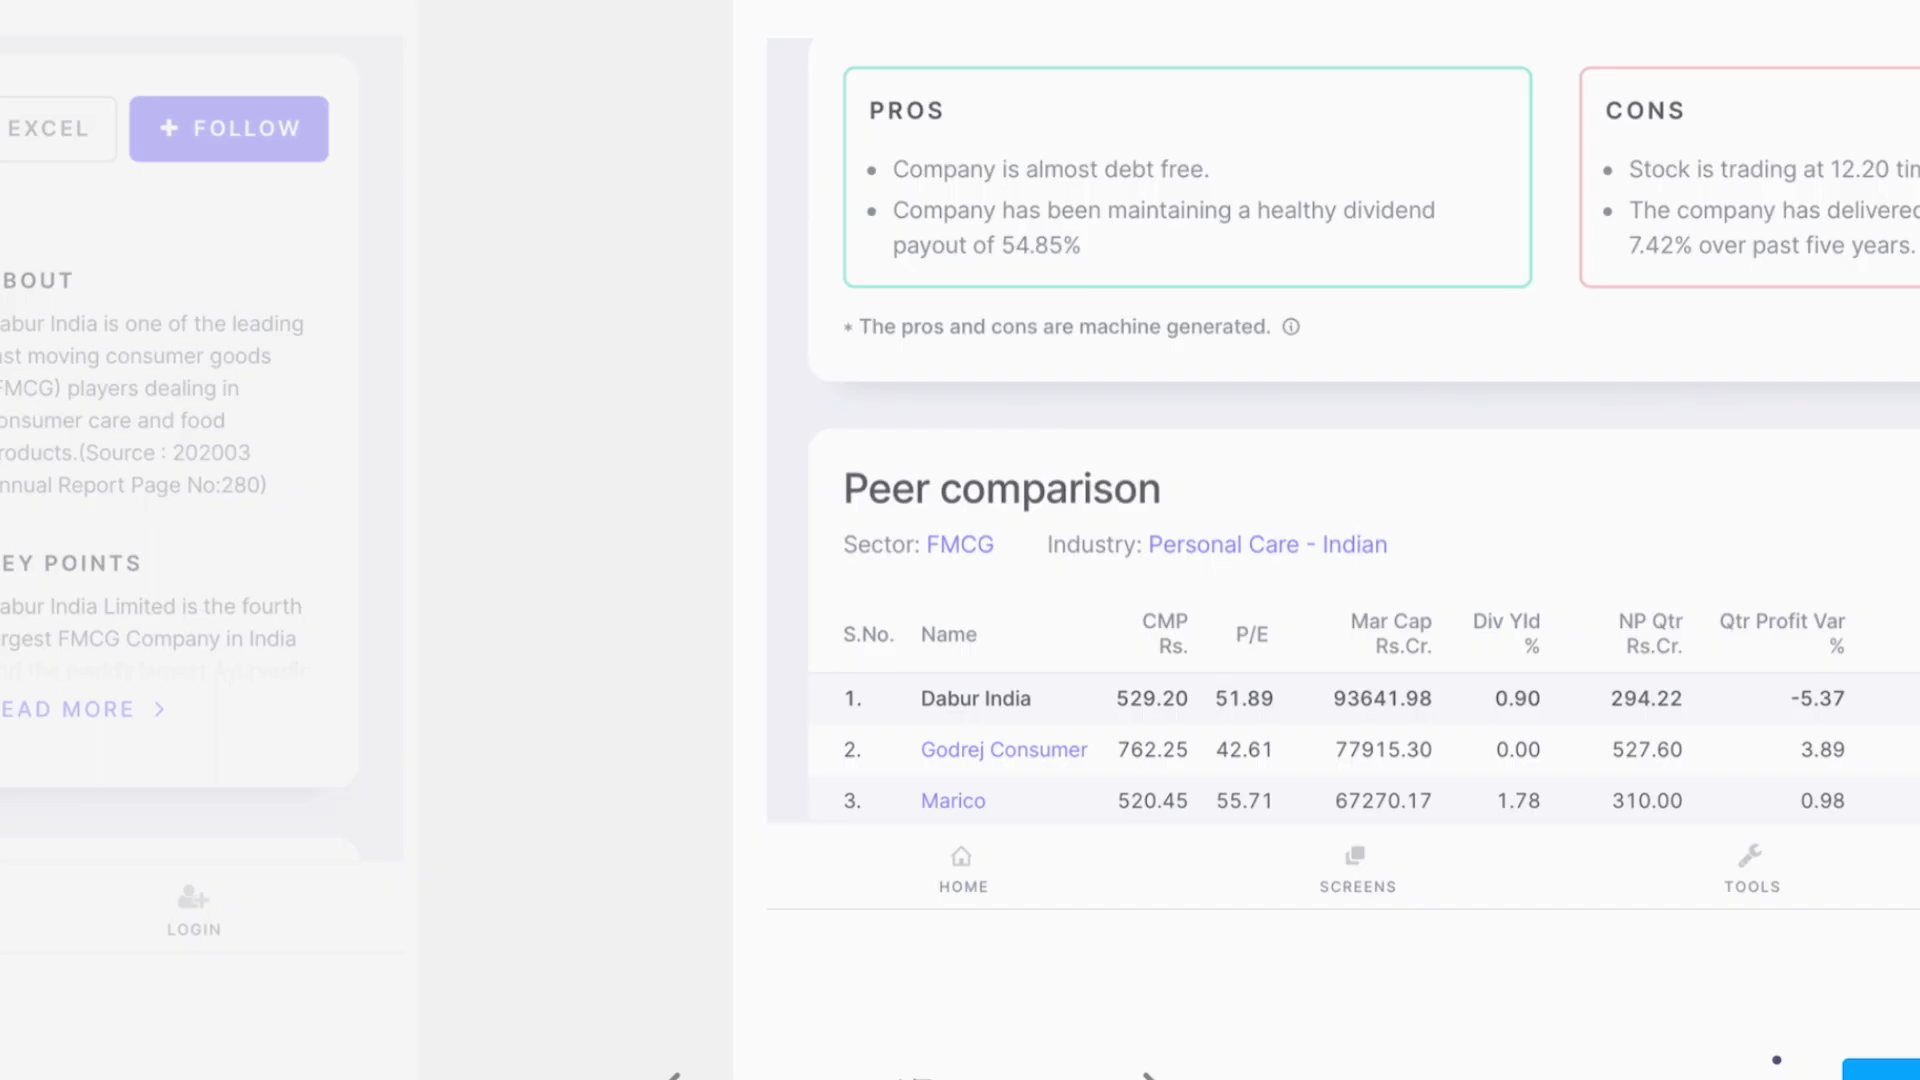 EXCEL
+ FOLLOW
BOUT
abur India is one of the leading
ast moving consumer goods
FMCG) players dealing in
onsumer care and food
roducts.(Source : 202003
nnual Report Page No:280)
EY POINTS
abur India Limited is the fourth
argest FMCG Company in India
EAD MORE
LOGIN
PROS
• Company is almost debt free.
• Company has been maintaining a healthy dividend
payout of 54.85%
* The pros and cons are machine generated.
CONS
• Stock is trading at 12.20 tim
• The company has delivered
7.42% over past five years.
Peer comparison
Sector: FMCG Industry: Personal Care - Indian
S.No. Name CMP Rs. P/E Mar Cap Rs.Cr. Div Yld % NP Qtr Rs.Cr. Qtr Profit Var %
1. Dabur India 529.20 51.89 93641.98 0.90 294.22 -5.37
2. Godrej Consumer 762.25 42.61 77915.30 0.00 527.60 3.89
3. Marico 520.45 55.71 67270.17 1.78 310.00 0.98
HOME SCREENS TOOLS